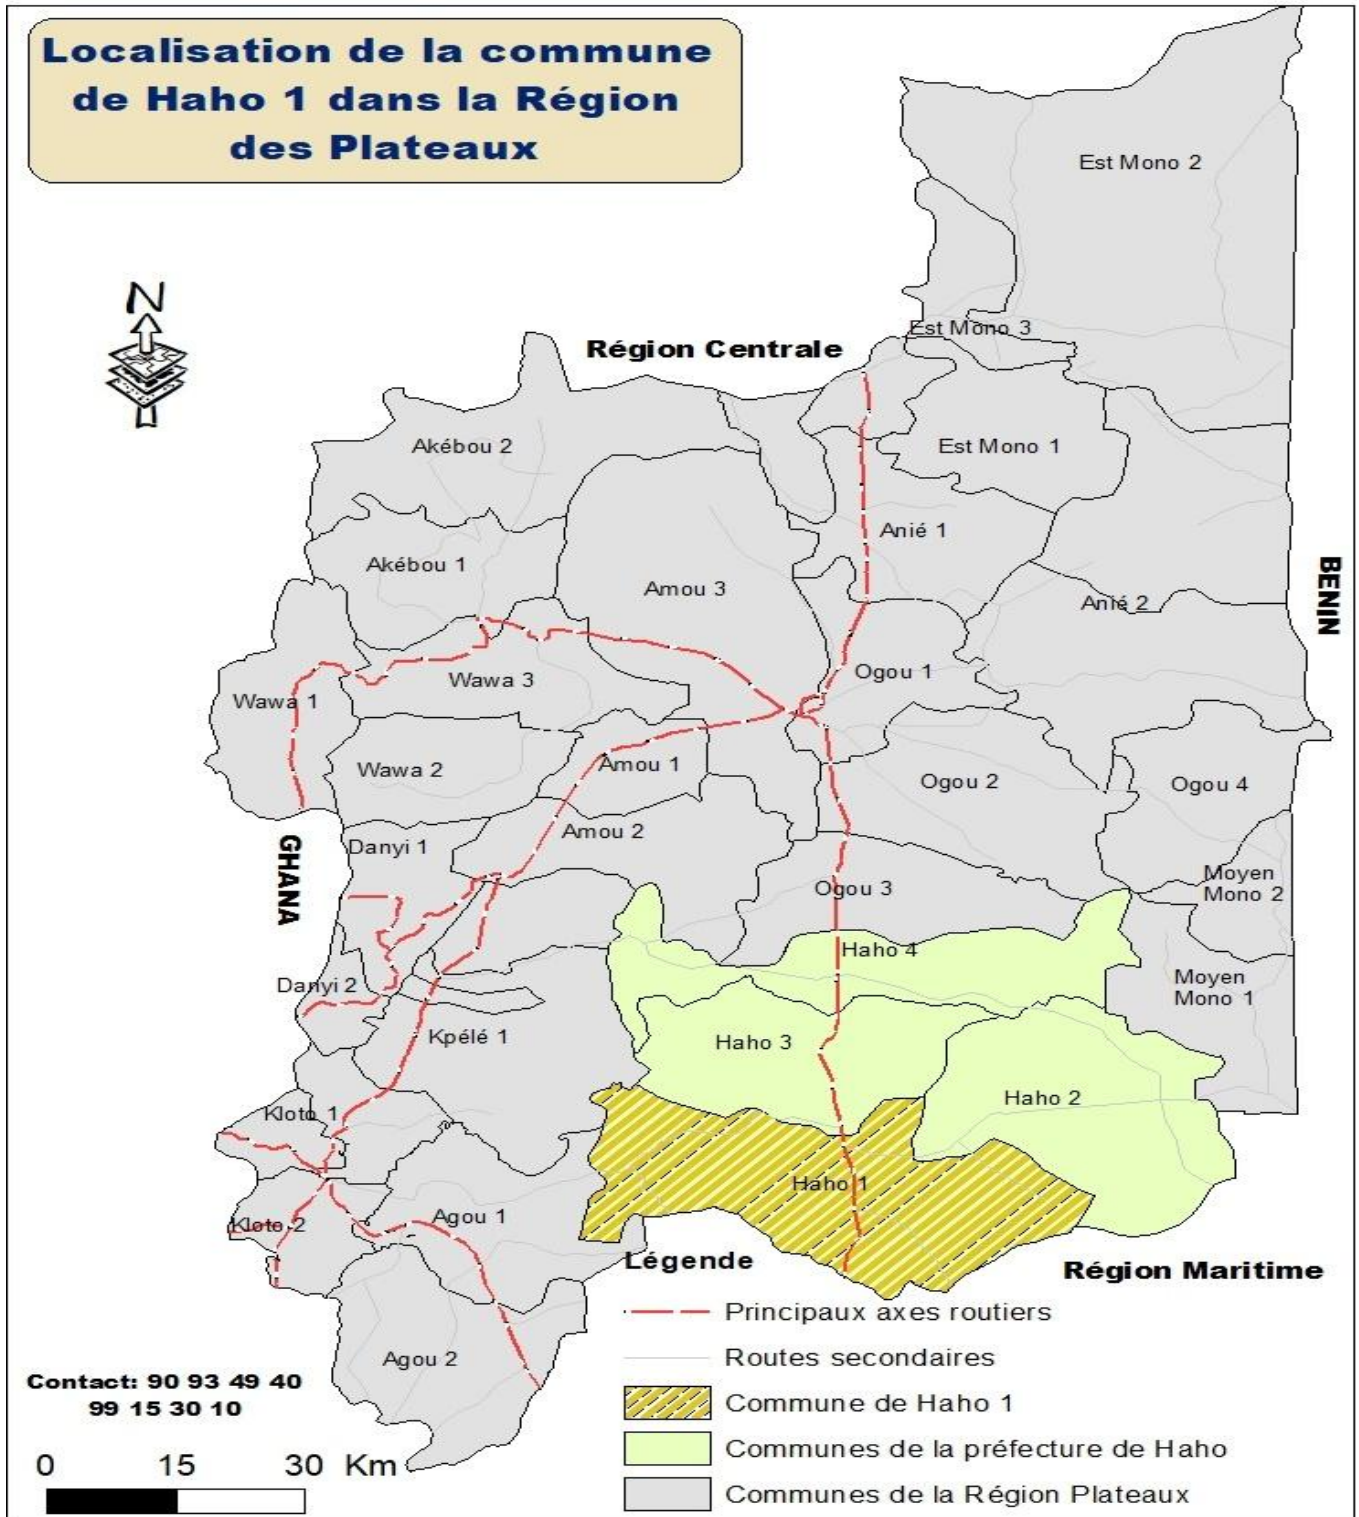 Localisation de la commune
de Haho 1 dans la Région
des Plateaux
N
Est Mono 2
Est Mono 3
Région Centrale
Akébou 2
Est Mono 1
Anié 1
Akébou 1
Amou 3
Anié 2
BENIN
Wawa 3
Ogou 1
Wawa 1
Wawa 2
Amou 1
Ogou 2
Ogou 4
Amou 2
Danyi 1
GHANA
Ogou 3
Moyen
Mono 2
Haho 4
Danyi 2
Moyen
Mono 1
Kpélé 1
Haho 3
Haho 2
Kloto 1
Haho 1
Kloto 2
Agou 1
Région Maritime
Agou 2
Légende
Principaux axes routiers
Routes secondaires
Commune de Haho 1
Communes de la préfecture de Haho
Communes de la Région Plateaux
Contact: 90 93 49 40
99 15 30 10
0 15 30 Km